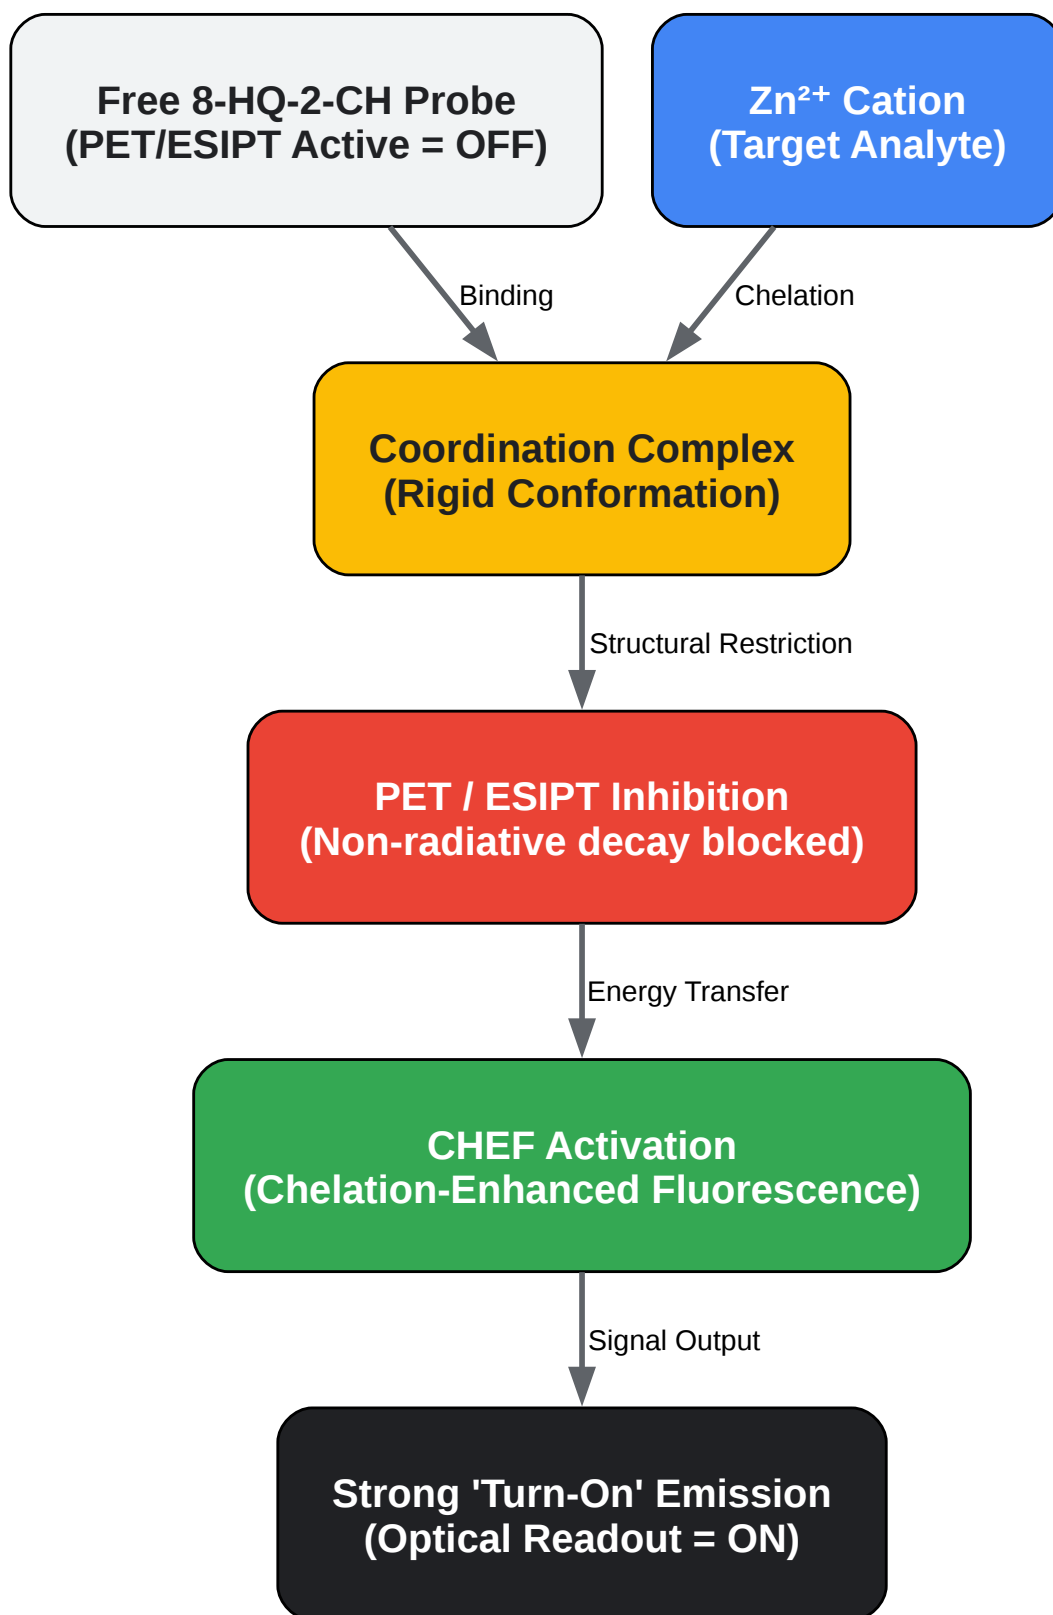 Free 8-HQ-2-CH Probe
(PET/ESIPT Active = OFF)
Zn²⁺ Cation
(Target Analyte)
Binding
Chelation
Coordination Complex
(Rigid Conformation)
Structural Restriction
PET / ESIPT Inhibition
(Non-radiative decay blocked)
Energy Transfer
CHEF Activation
(Chelation-Enhanced Fluorescence)
Signal Output
Strong 'Turn-On' Emission
(Optical Readout = ON)